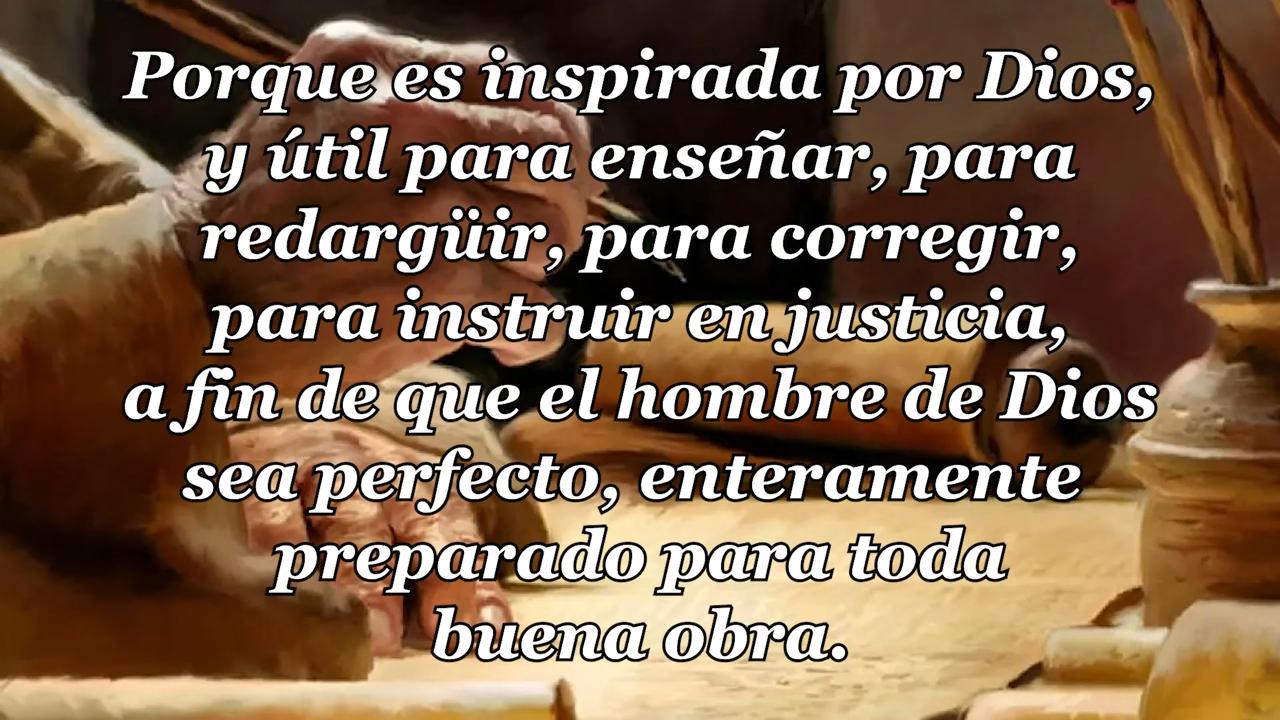 Porque es inspirada por Dios,
y útil para enseñar, para
redargüir, para corregir,
para instruir en justicia,
a fin de que el hombre de Dios
sea perfecto, enteramente
preparado para toda
buena obra.